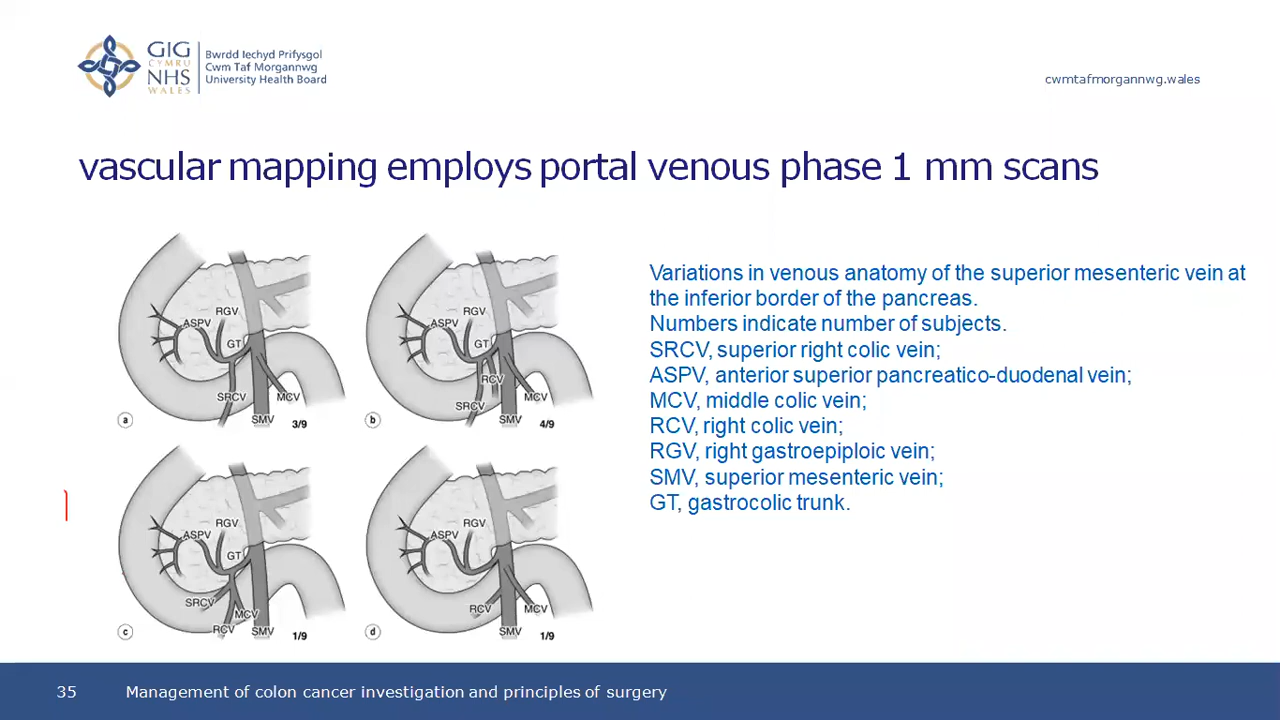 GIG
CYMRU
NHS
WALES
Bwrdd Iechyd Prifysgol
Cwm Taf Morgannwg
University Health Board
cwmtafmorgannwg.wales
vascular mapping employs portal venous phase 1 mm scans
RGV
ASPV
GT
SRCV
MCV
SMV
a
3/9
RGV
ASPV
GT
RCV
SRCV
MCV
SMV
b
4/9
RGV
ASPV
GT
SRCV
MCV
RCV
SMV
c
1/9
RGV
ASPV
RCV
MCV
SMV
d
1/9
Variations in venous anatomy of the superior mesenteric vein at
the inferior border of the pancreas.
Numbers indicate number of subjects.
SRCV, superior right colic vein;
ASPV, anterior superior pancreatico-duodenal vein;
MCV, middle colic vein;
RCV, right colic vein;
RGV, right gastroepiploic vein;
SMV, superior mesenteric vein;
GT, gastrocolic trunk.
35
Management of colon cancer investigation and principles of surgery